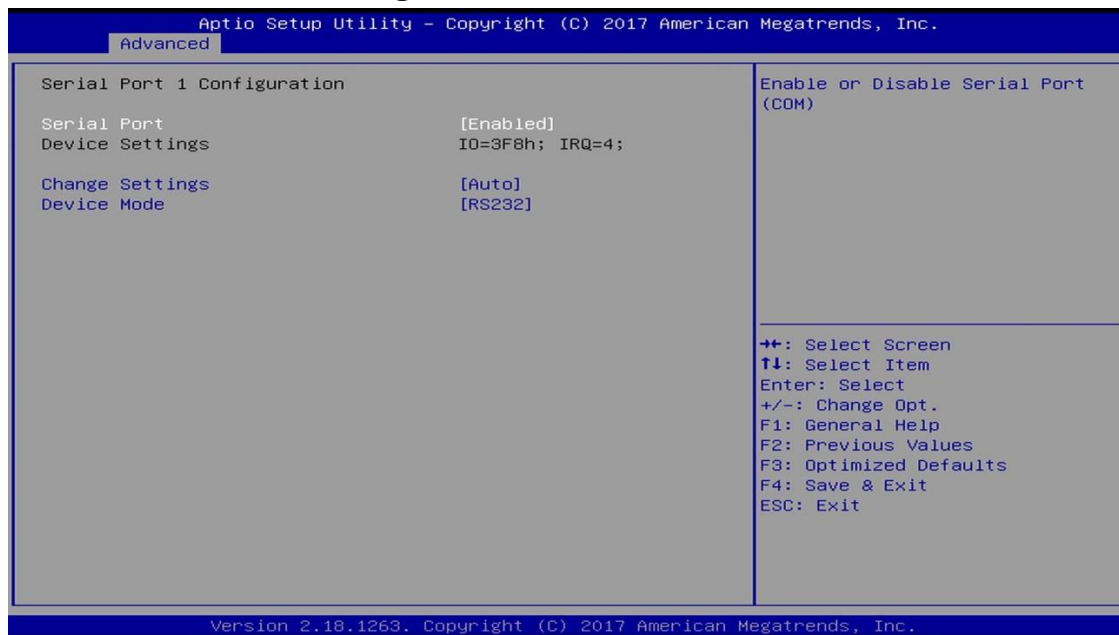 Aptio Setup Utility – Copyright (C) 2017 American Megatrends, Inc.
Advanced
Serial Port 1 Configuration
Serial Port [Enabled]
Device Settings IO=3F8h; IRQ=4;
Change Settings [Auto]
Device Mode [RS232]
Enable or Disable Serial Port
(COM)
→←: Select Screen
↑↓: Select Item
Enter: Select
+/-: Change Opt.
F1: General Help
F2: Previous Values
F3: Optimized Defaults
F4: Save & Exit
ESC: Exit
Version 2.18.1263. Copyright (C) 2017 American Megatrends, Inc.